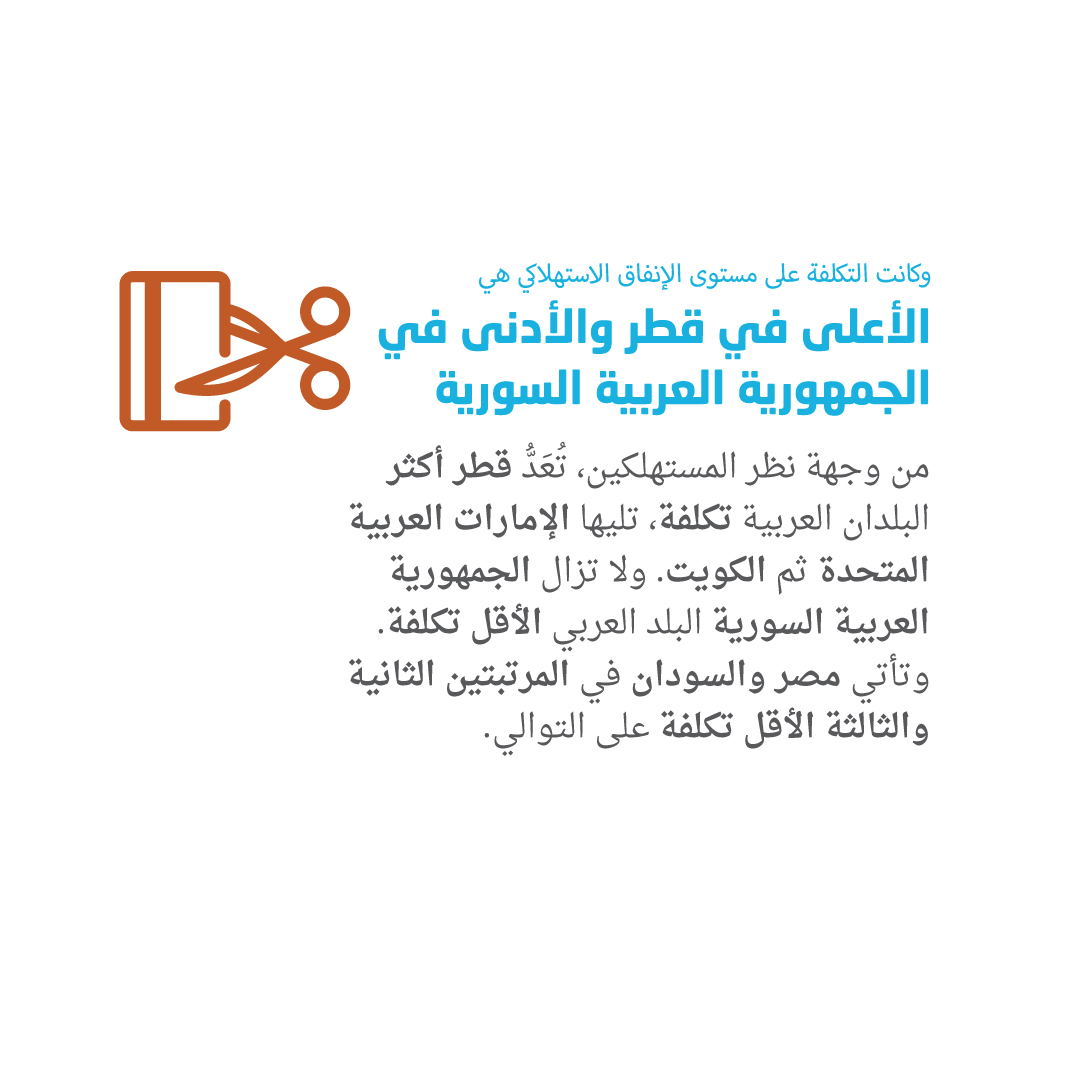 وكانت التكلفة على مستوى الإنفاق الاستهلاكي هي
الأعلى في قطر والأدنى في
الجمهورية العربية السورية
من وجهة نظر المستهلكين، تُعَدُّ قطر أكثر
البلدان العربية تكلفة، تليها الإمارات العربية
المتحدة ثم الكويت. ولا تزال الجمهورية
العربية السورية البلد العربي الأقل تكلفة.
وتأتي مصر والسودان في المرتبتين الثانية
والثالثة الأقل تكلفة على التوالي.